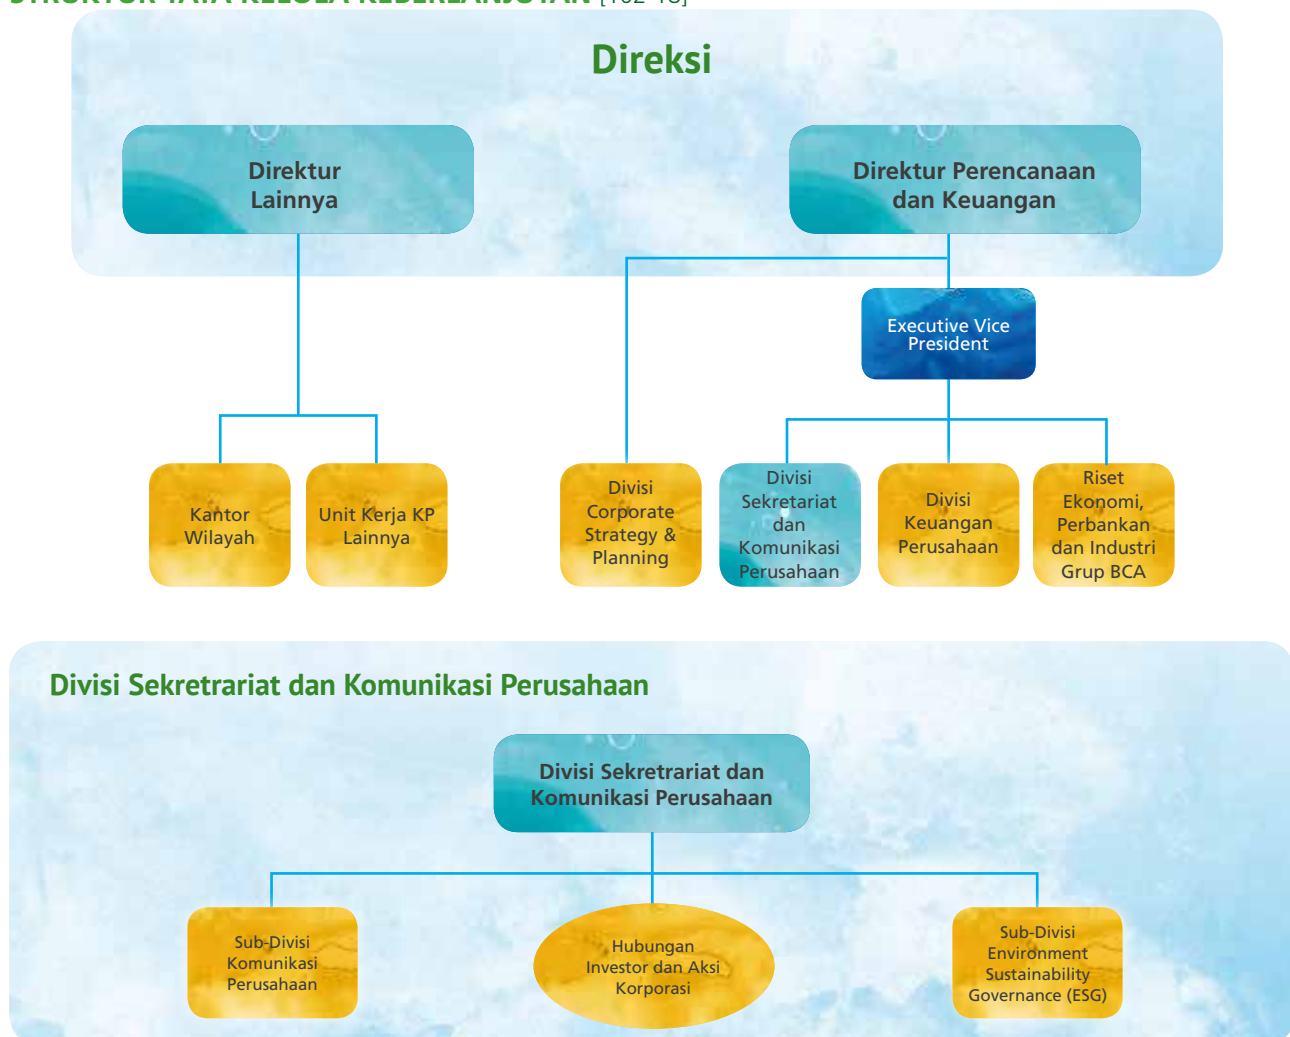 Direksi
Direktur
Lainnya
Direktur Perencanaan
dan Keuangan
Executive Vice
President
Kantor
Wilayah
Unit Kerja KP
Lainnya
Divisi
Corporate
Strategy &
Planning
Divisi
Sekretariat
dan
Komunikasi
Perusahaan
Divisi
Keuangan
Perusahaan
Riset
Ekonomi,
Perbankan
dan Industri
Grup BCA
Divisi Sekretrariat dan Komunikasi Perusahaan
Divisi Sekretrariat dan
Komunikasi Perusahaan
Sub-Divisi
Komunikasi
Perusahaan
Hubungan
Investor dan Aksi
Korporasi
Sub-Divisi
Environment
Sustainability
Governance (ESG)